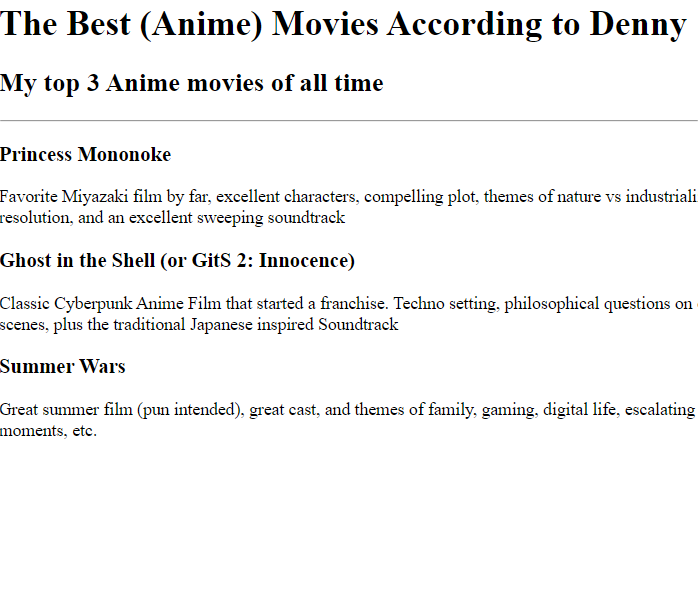 The Best (Anime) Movies According to Denny
My top 3 Anime movies of all time
Princess Mononoke
Favorite Miyazaki film by far, excellent characters, compelling plot, themes of nature vs industriali
resolution, and an excellent sweeping soundtrack
Ghost in the Shell (or GitS 2: Innocence)
Classic Cyberpunk Anime Film that started a franchise. Techno setting, philosophical questions on
scenes, plus the traditional Japanese inspired Soundtrack
Summer Wars
Great summer film (pun intended), great cast, and themes of family, gaming, digital life, escalating
moments, etc.